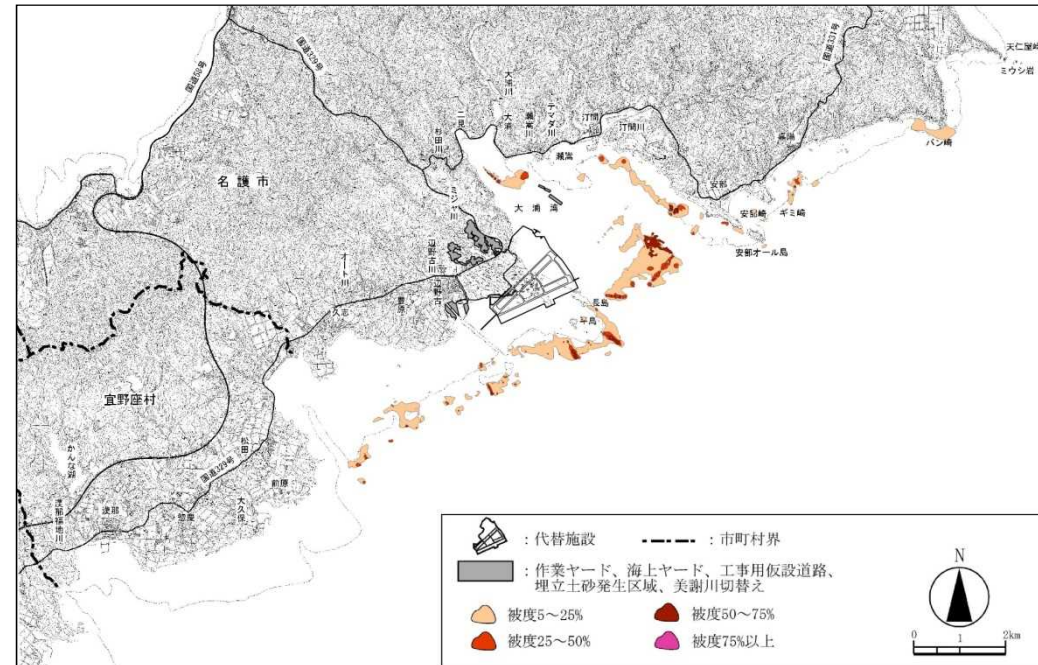 国道58号
国道329号
国道331号
天仁屋崎
ミウシ岩
バン崎
大浦川
大浦
瀬嵩川
テマダ川
汀間
汀間川
二見
杉田川
瀬嵩
嘉陽
安部
名護市
ミジャ川
大浦湾
安部崎
ギミ崎
安部オール島
辺野古川
辺野古
オート川
久志
豊原
長島
平島
宜野座村
かんな湖
松田
国道329号
前原
大久保
惣慶
漢那
漢那福地川
:代替施設
:市町村界
:作業ヤード、海上ヤード、工事用仮設道路、
埋立土砂発生区域、美謝川切替え
被度5~25%
被度50~75%
被度25~50%
被度75%以上
N
0 1 2km